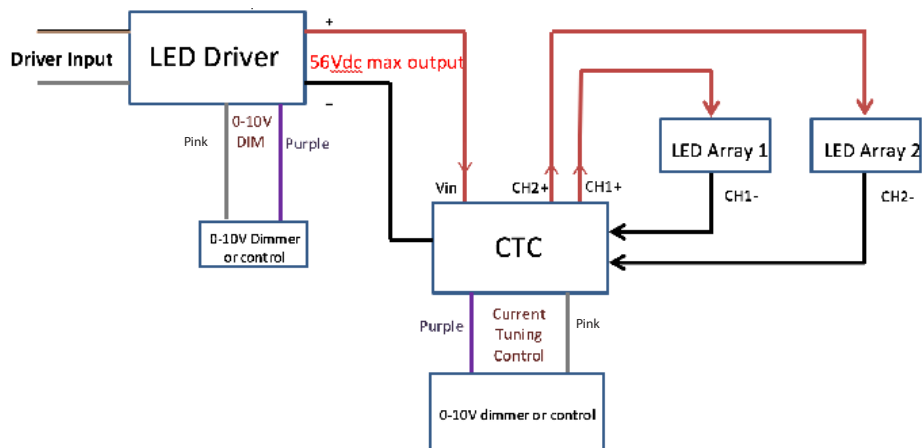 Driver Input
LED Driver
+
56Vdc max output
–
Pink
0-10V
DIM
Purple
0-10V Dimmer
or control
Vin
CH2+
CH1+
LED Array 1
LED Array 2
CH1-
CH2-
CTC
Purple
Current
Tuning
Control
Pink
0-10V dimmer or control